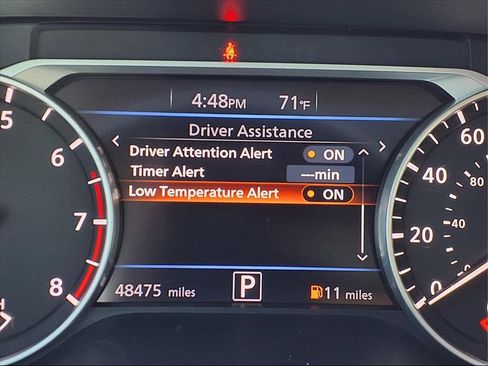 4:48PM 71°F
Driver Assistance
Driver Attention Alert ON
Timer Alert ---min
Low Temperature Alert ON
48475 miles P 11 miles
5
6
7
8
H
60
40
20
0
80
40
0